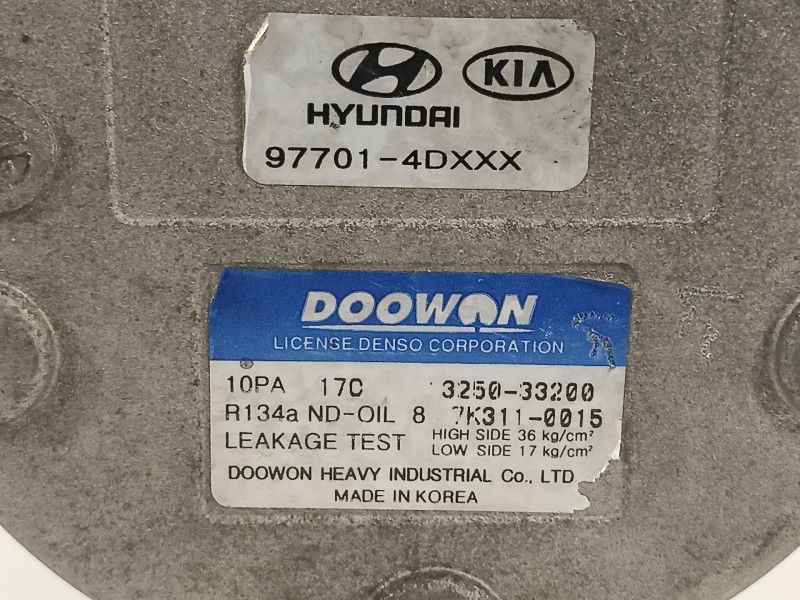 KIA
HYUNDAI
97701-4DXXX
DOOWON
LICENSE DENSO CORPORATION
10PA 17C 3250-33200
R134a ND-OIL 8 7K311-0015
LEAKAGE TEST HIGH SIDE 36 kg/cm²
LOW SIDE 17 kg/cm²
DOOWON HEAVY INDUSTRIAL Co., LTD
MADE IN KOREA